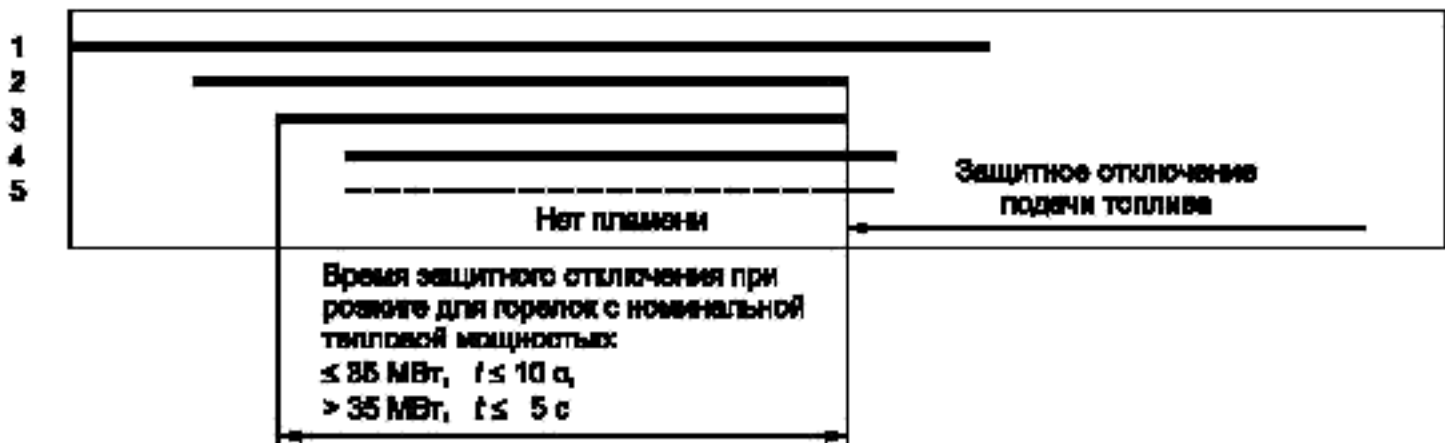 1
2
3
4
5
Защитное отключение
подачи топлива
Нет пламени
Время защитного отключения при
розжиге для горелок с номинальной
тепловой мощностью:
≤ 35 МВт, t ≤ 10 с,
> 35 МВт, t ≤ 5 с